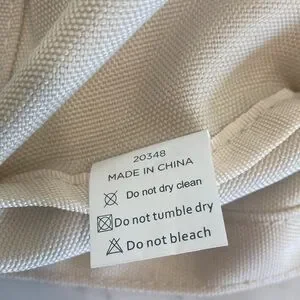 20348
MADE IN CHINA
Do not dry clean
Do not tumble dry
Do not bleach